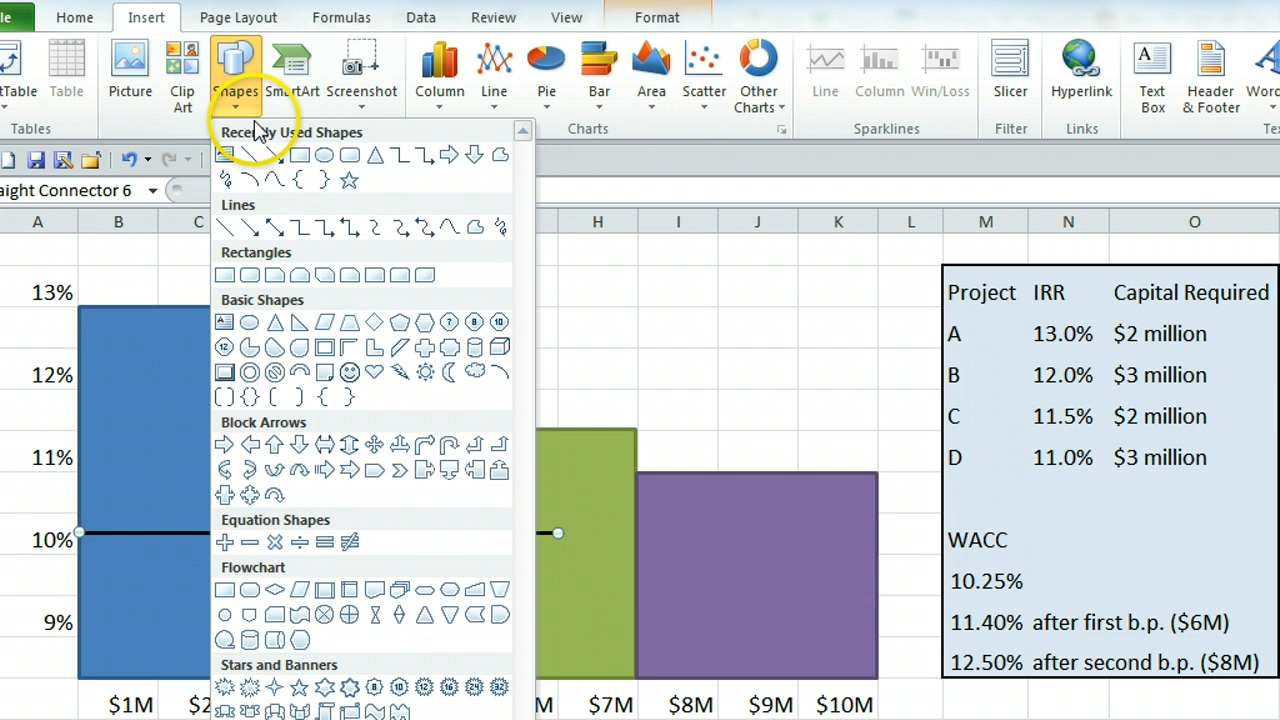 le Home Insert Page Layout Formulas Data Review View Format
tTable Table Picture Clip Art Shapes SmartArt Screenshot Column Line Pie Bar Area Scatter Other Charts Line Column Win/Loss Slicer Hyperlink Text Box Header & Footer Wor
Tables Charts Sparklines Filter Links Tex
aight Connector 6
Recently Used Shapes
Lines
Rectangles
Basic Shapes
Block Arrows
Equation Shapes
Flowchart
Stars and Banners
A B C H I J K L M N O
13%
12%
11%
10%
9%
$1M $2 M $7M $8M $9M $10M
Project IRR Capital Required
A 13.0% $2 million
B 12.0% $3 million
C 11.5% $2 million
D 11.0% $3 million
WACC
10.25%
11.40% after first b.p. ($6M)
12.50% after second b.p. ($8M)